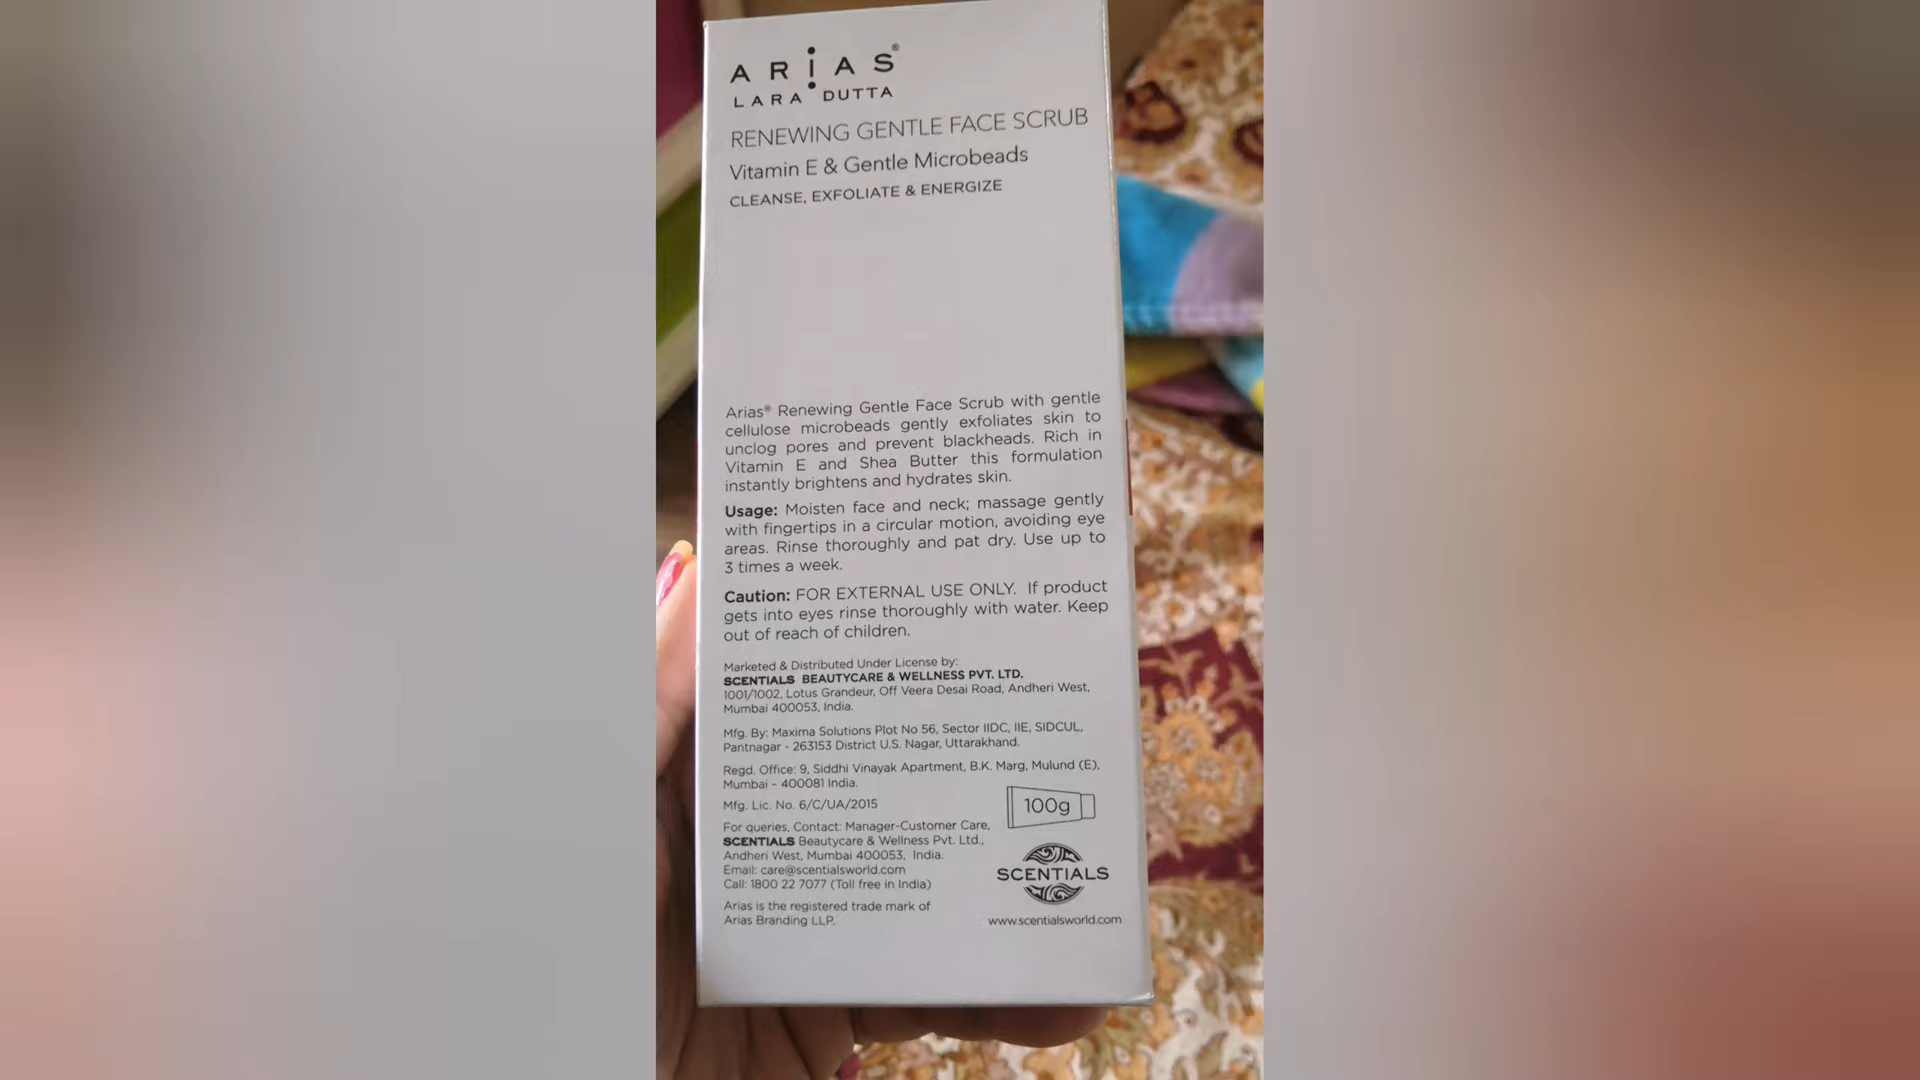 ARiAS®
LARA DUTTA
RENEWING GENTLE FACE SCRUB
Vitamin E & Gentle Microbeads
CLEANSE, EXFOLIATE & ENERGIZE
Arias® Renewing Gentle Face Scrub with gentle
cellulose microbeads gently exfoliates skin to
unclog pores and prevent blackheads. Rich in
Vitamin E and Shea Butter this formulation
instantly brightens and hydrates skin.
Usage: Moisten face and neck; massage gently
with fingertips in a circular motion, avoiding eye
areas. Rinse thoroughly and pat dry. Use up to
3 times a week.
Caution: FOR EXTERNAL USE ONLY. If product
gets into eyes rinse thoroughly with water. Keep
out of reach of children.
Marketed & Distributed Under License by:
SCENTIALS BEAUTYCARE & WELLNESS PVT. LTD.
1001/1002, Lotus Grandeur, Off Veera Desai Road, Andheri West,
Mumbai 400053, India.
Mfg. By: Maxima Solutions Plot No 56, Sector IIDC, IIE, SIDCUL,
Pantnagar - 263153 District U.S. Nagar, Uttarakhand.
Regd. Office: 9, Siddhi Vinayak Apartment, B.K. Marg, Mulund (E),
Mumbai – 400081 India.
Mfg. Lic. No. 6/C/UA/2015
100g
For queries, Contact: Manager-Customer Care,
SCENTIALS Beautycare & Wellness Pvt. Ltd.,
Andheri West, Mumbai 400053, India.
Email: care@scentialsworld.com
Call: 1800 22 7077 (Toll free in India)
SCENTIALS
Arias is the registered trade mark of
Arias Branding LLP.
www.scentialsworld.com